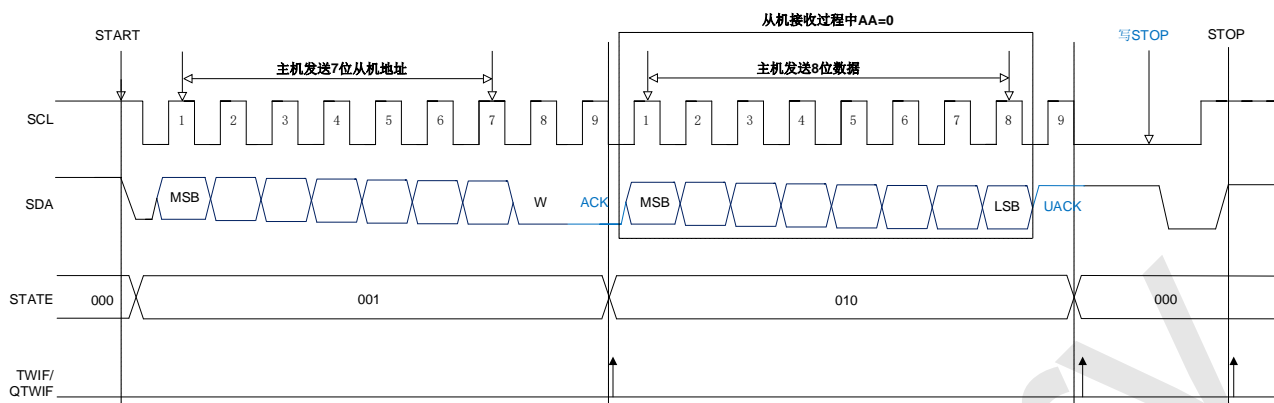 从机接收过程中AA=0
START
写STOP
STOP
主机发送7位从机地址
主机发送8位数据
SCL
1 2 3 4 5 6 7 8 9 1 2 3 4 5 6 7 8 9
SDA
MSB W ACK MSB LSB UACK
STATE
000 001 010 000
TWIF/
QTWIF